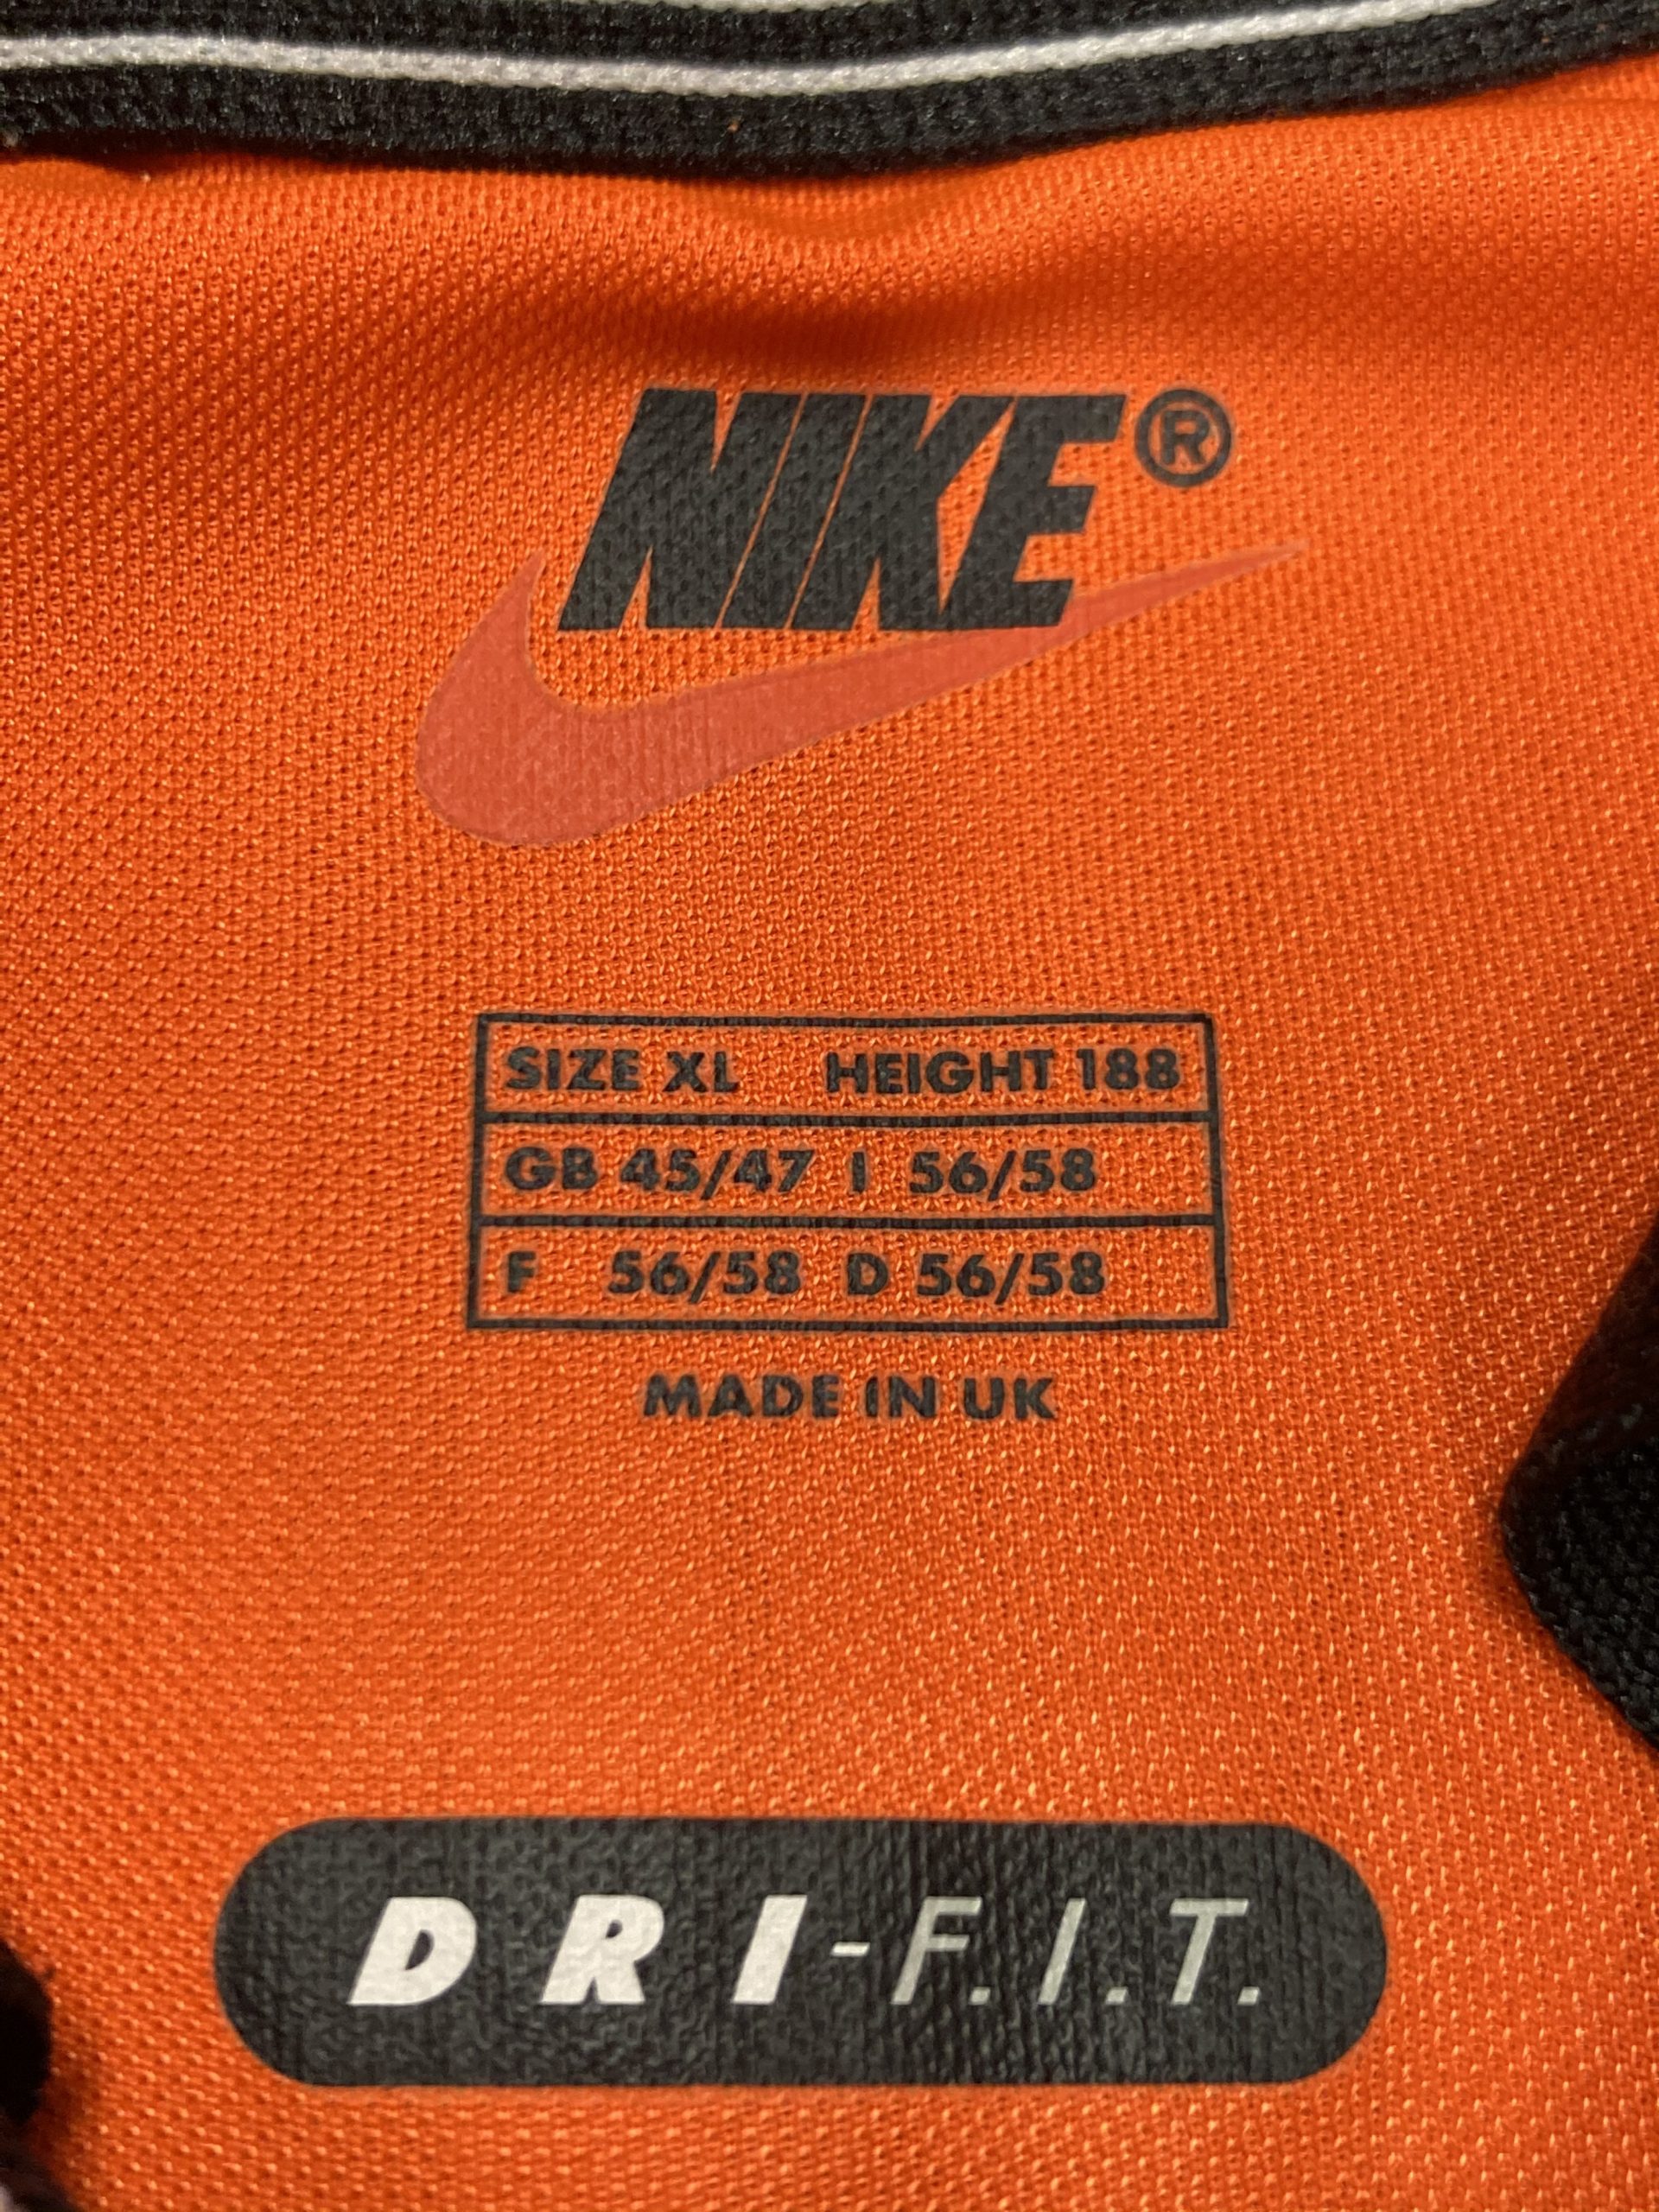 NIKE®
SIZE XL HEIGHT 188
GB 45/47 I 56/58
F 56/58 D 56/58
MADE IN UK
DRI-F.I.T.